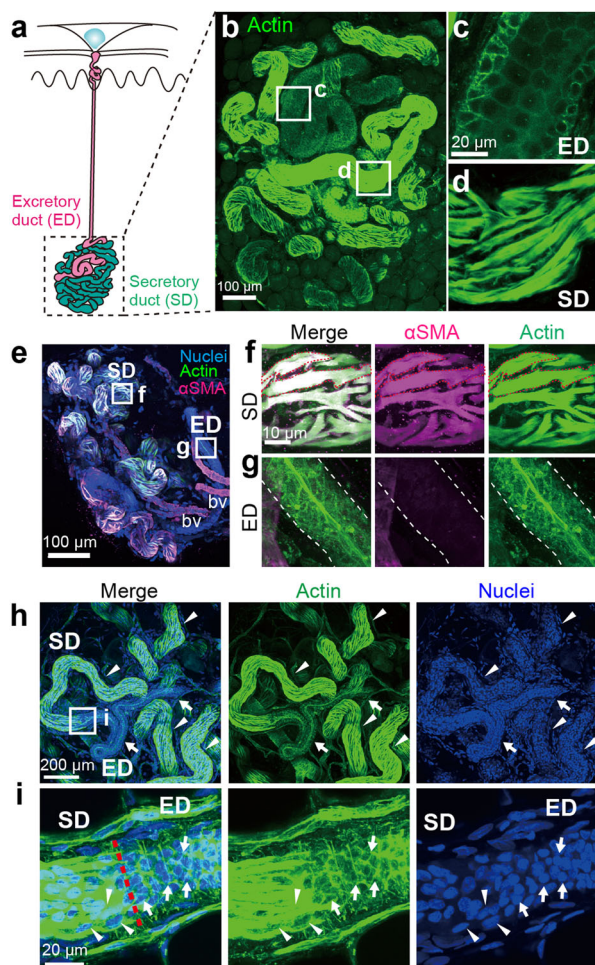 a
Excretory
duct (ED)
Secretory
duct (SD)
b
Actin
c
d
100 µm
c
20 µm
ED
d
SD
e
Nuclei
Actin
αSMA
SD
f
ED
g
bv
bv
100 µm
Merge
αSMA
Actin
f
SD
10 µm
g
ED
Merge
Actin
Nuclei
h
SD
i
200 µm
ED
i
SD
ED
20 µm
SD
ED